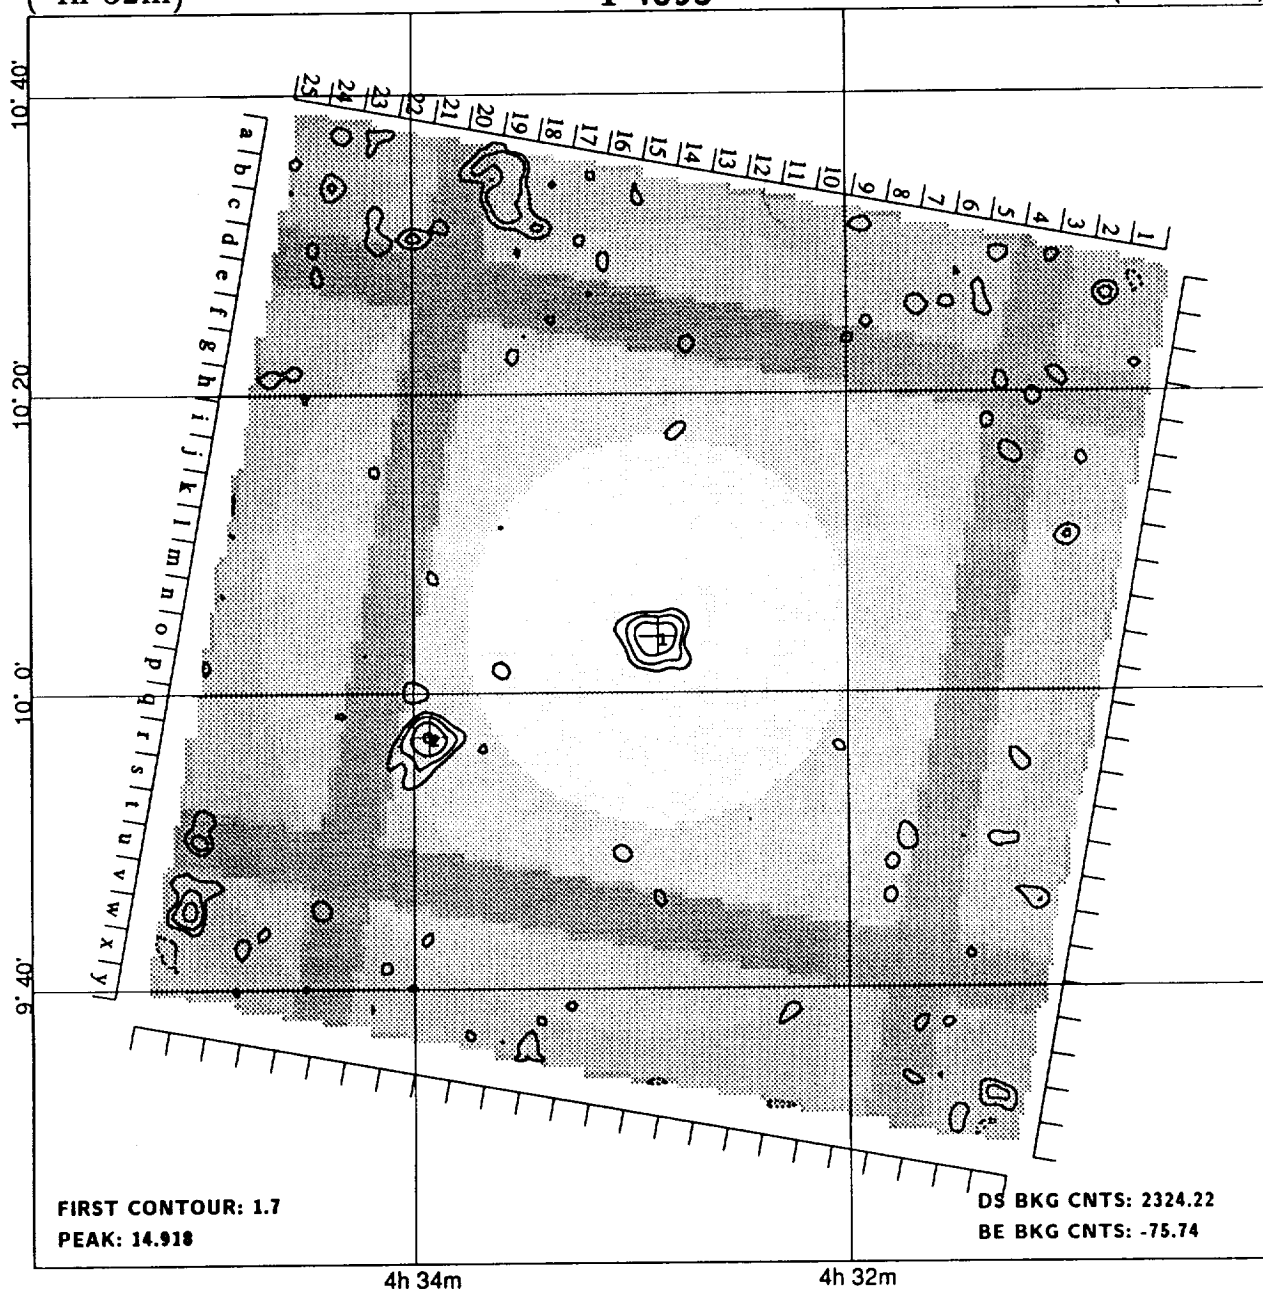 10° 40'
25 24 23 22 21 20 19 18 17 16 15 14 13 12 11 10 9 8 7 6 5 4 3 2 1
a b c d e f g h i j k l m n o p q r s t u v w x y
10° 20'
1
10° 0'
2
9° 40'
FIRST CONTOUR: 1.7
PEAK: 14.918
DS BKG CNTS: 2324.22
BE BKG CNTS: -75.74
4h 34m
4h 32m